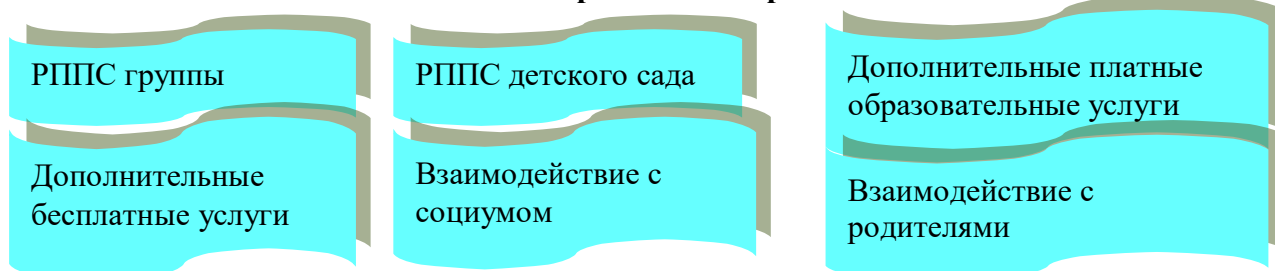 РППС группы
РППС детского сада
Дополнительные платные
образовательные услуги
Дополнительные
бесплатные услуги
Взаимодействие с
социумом
Взаимодействие с
родителями